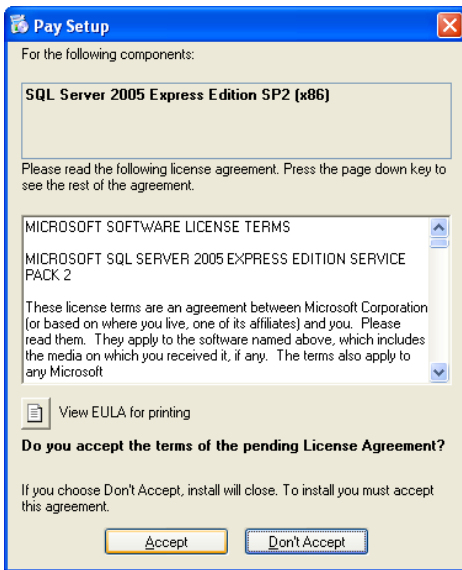 Pay Setup
For the following components:
SQL Server 2005 Express Edition SP2 (x86)
Please read the following license agreement. Press the page down key to
see the rest of the agreement.
MICROSOFT SOFTWARE LICENSE TERMS
MICROSOFT SQL SERVER 2005 EXPRESS EDITION SERVICE
PACK 2
These license terms are an agreement between Microsoft Corporation
(or based on where you live, one of its affiliates) and you.  Please
read them.  They apply to the software named above, which includes
the media on which you received it, if any.  The terms also apply to
any Microsoft
View EULA for printing
Do you accept the terms of the pending License Agreement?
If you choose Don't Accept, install will close. To install you must accept
this agreement.
Accept
Don't Accept